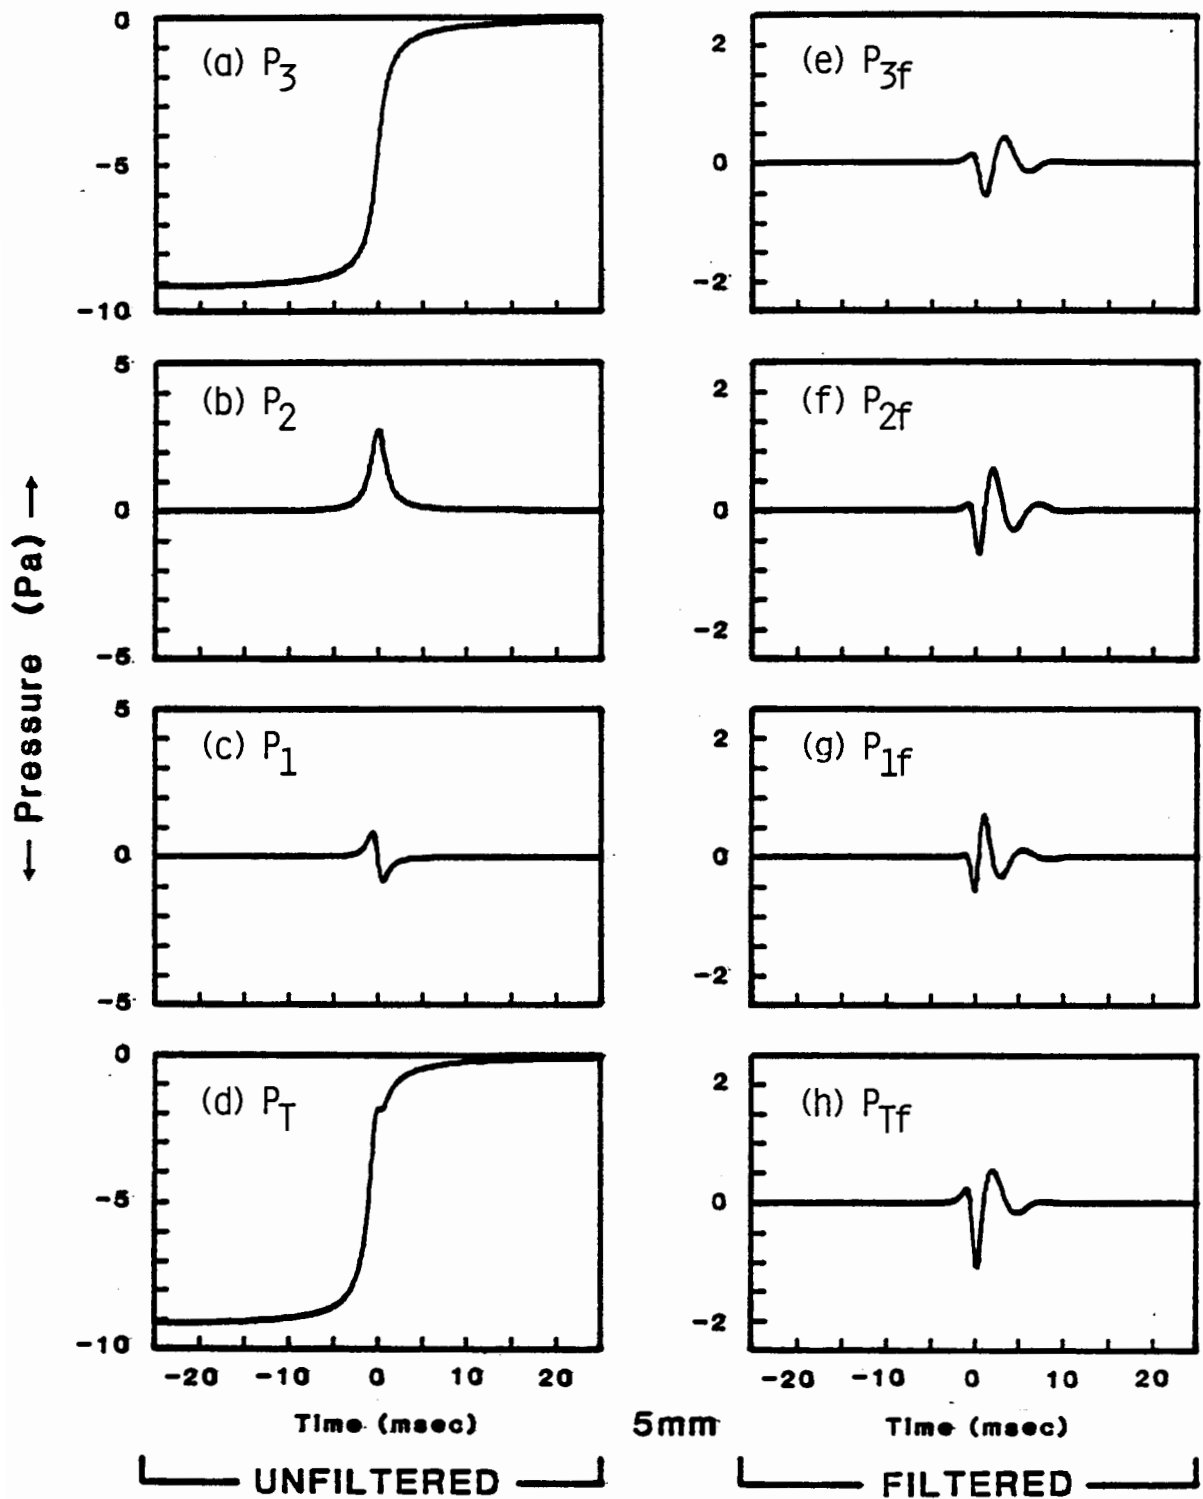 ← Pressure (Pa) →
(a) P3
0
-5
-10
(b) P2
5
0
-5
(c) P1
5
0
-5
(d) PT
0
-5
-10
-20 -10 0 10 20
Time (msec)
UNFILTERED
5mm
(e) P3f
2
0
-2
(f) P2f
2
0
-2
(g) P1f
2
0
-2
(h) PTf
2
0
-2
-20 -10 0 10 20
Time (msec)
FILTERED